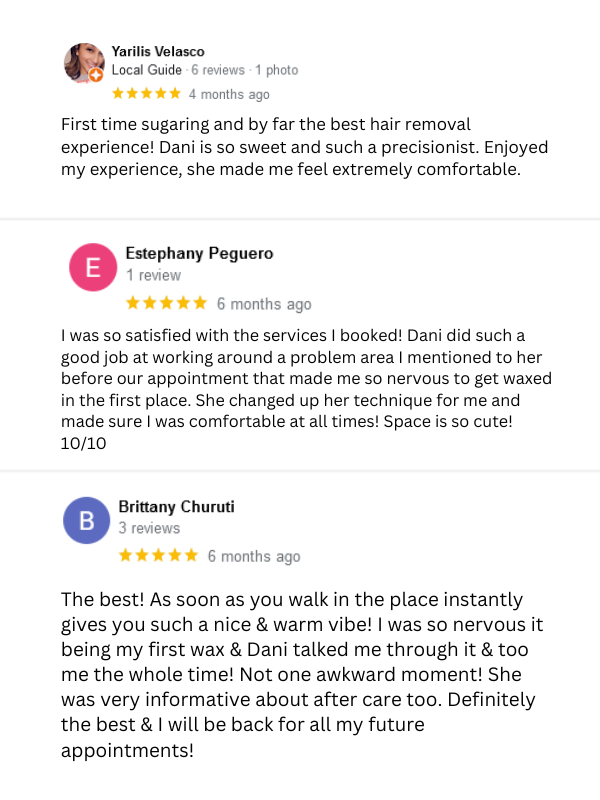 Yarilis Velasco
Local Guide · 6 reviews · 1 photo
4 months ago
First time sugaring and by far the best hair removal
experience! Dani is so sweet and such a precisionist. Enjoyed
my experience, she made me feel extremely comfortable.
E
Estephany Peguero
1 review
6 months ago
I was so satisfied with the services I booked! Dani did such a
good job at working around a problem area I mentioned to her
before our appointment that made me so nervous to get waxed
in the first place. She changed up her technique for me and
made sure I was comfortable at all times! Space is so cute!
10/10
B
Brittany Churuti
3 reviews
6 months ago
The best! As soon as you walk in the place instantly
gives you such a nice & warm vibe! I was so nervous it
being my first wax & Dani talked me through it & too
me the whole time! Not one awkward moment! She
was very informative about after care too. Definitely
the best & I will be back for all my future
appointments!